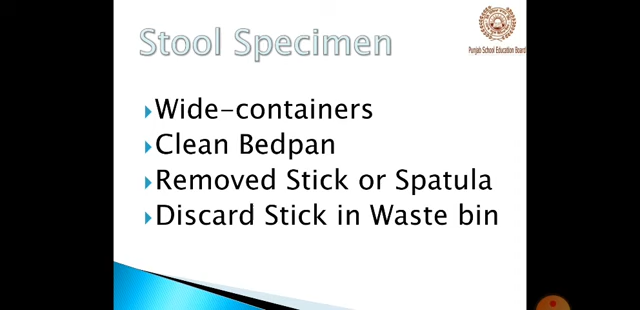 Stool Specimen
Punjab School Education Board
Wide-containers
Clean Bedpan
Removed Stick or Spatula
Discard Stick in Waste bin